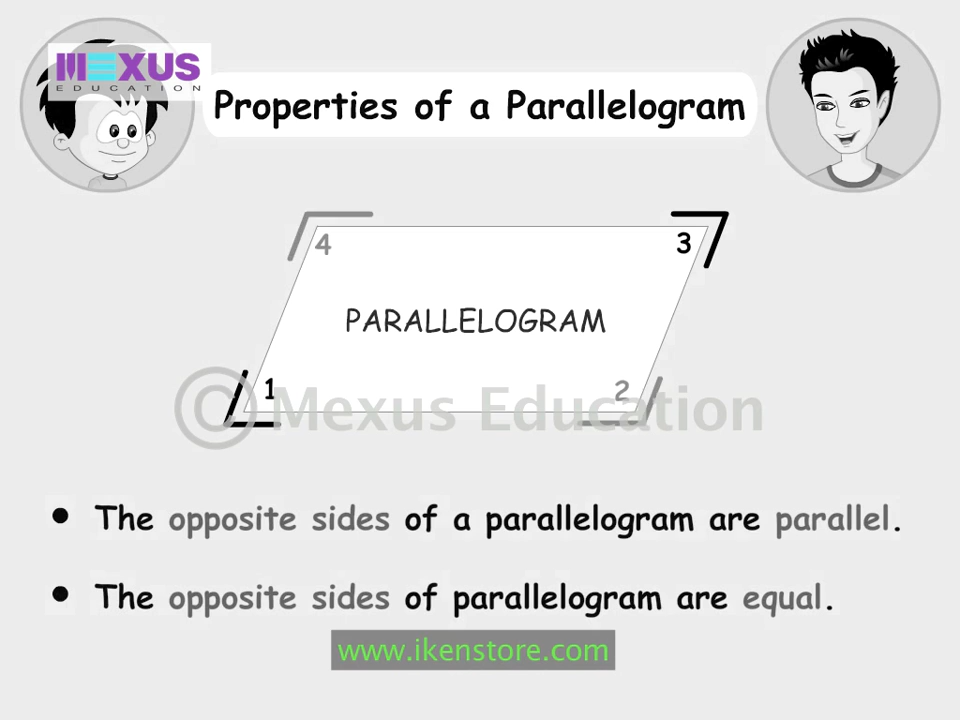 MEXUS
EDUCATION
Properties of a Parallelogram
4
3
PARALLELOGRAM
1
2
© Mexus Education
• The opposite sides of a parallelogram are parallel.
• The opposite sides of parallelogram are equal.
www.ikenstore.com